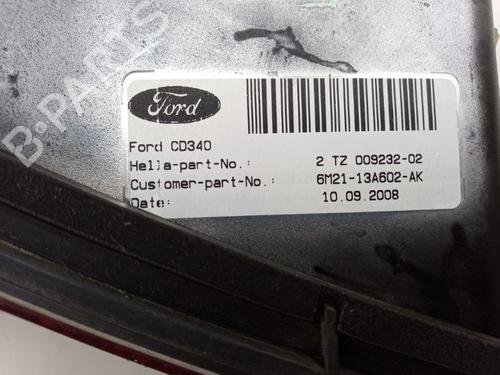 B-PARTS
Ford
Ford CD340
Hella-part-No.: 2 TZ 009232-02
Customer-part-No.: 6M21-13A602-AK
Date: 10.09.2008